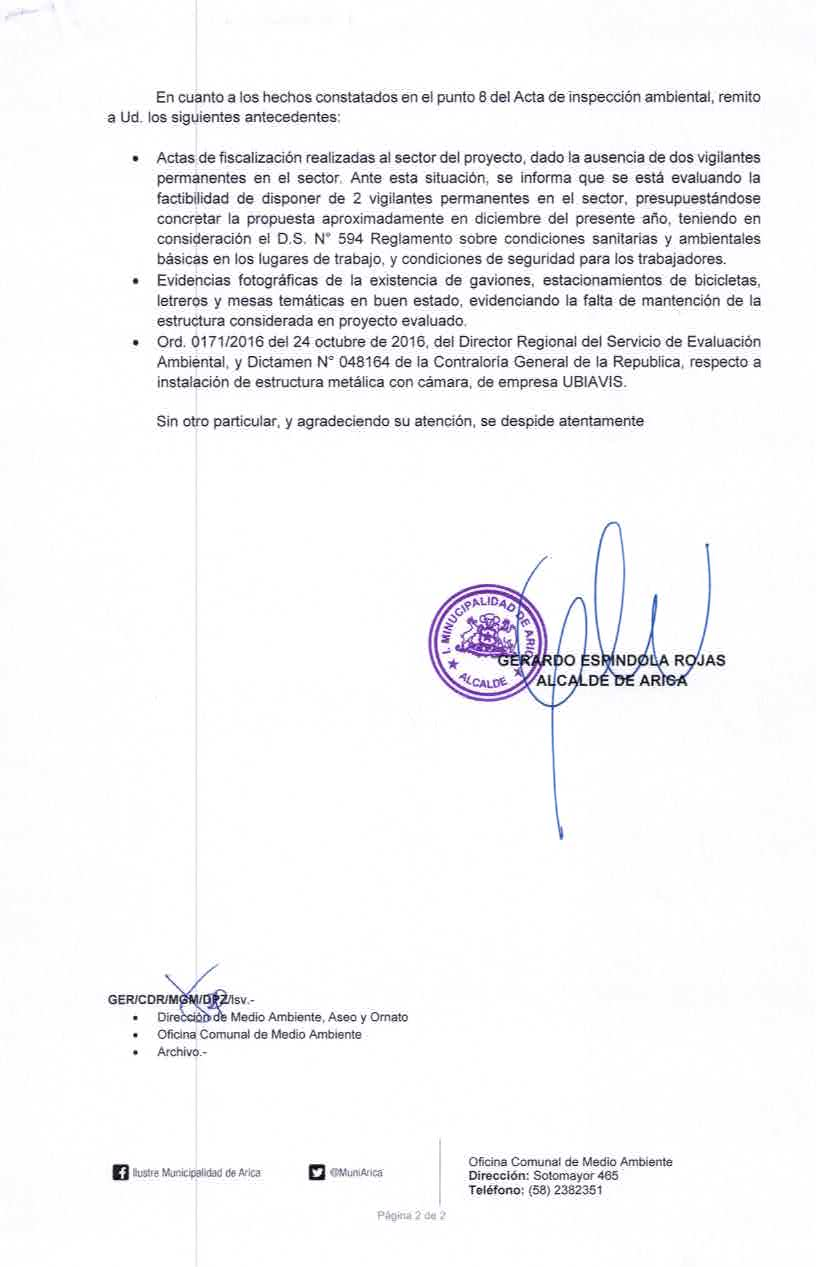 En cuanto a los hechos constatados en el punto 8 del Acta de inspección ambiental, remito
a Ud. los siguientes antecedentes:
• Actas de fiscalización realizadas al sector del proyecto, dado la ausencia de dos vigilantes
permanentes en el sector. Ante esta situación, se informa que se está evaluando la
factibilidad de disponer de 2 vigilantes permanentes en el sector, presupuestándose
concretar la propuesta aproximadamente en diciembre del presente año, teniendo en
consideración el D.S. N° 594 Reglamento sobre condiciones sanitarias y ambientales
básicas en los lugares de trabajo, y condiciones de seguridad para los trabajadores.
• Evidencias fotográficas de la existencia de gaviones, estacionamientos de bicicletas,
letreros y mesas temáticas en buen estado, evidenciando la falta de mantención de la
estructura considerada en proyecto evaluado.
• Ord. 0171/2016 del 24 octubre de 2016, del Director Regional del Servicio de Evaluación
Ambiental, y Dictamen N° 048164 de la Contraloría General de la Republica, respecto a
instalación de estructura metálica con cámara, de empresa UBIAVIS.
Sin otro particular, y agradeciendo su atención, se despide atentamente
I. MINUCIPALIDAD DE ARICA
ALCALDE
GERARDO ESPINDOLA ROJAS
ALCALDE DE ARICA
GER/CDR/MGM/DPZ/lsv.-
• Dirección de Medio Ambiente, Aseo y Ornato
• Oficina Comunal de Medio Ambiente
• Archivo.-
Ilustre Municipalidad de Arica
@MuniArica
Oficina Comunal de Medio Ambiente
Dirección: Sotomayor 465
Teléfono: (58) 2382351
Página 2 de 2